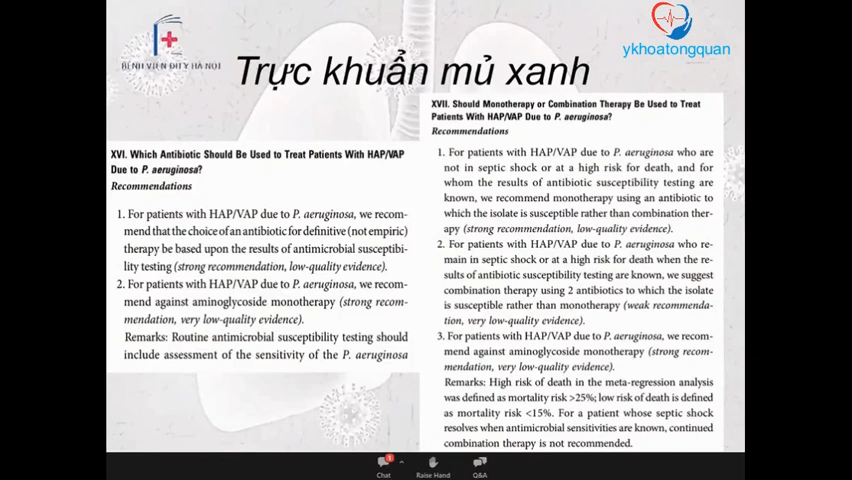 BỆNH VIỆN ĐH Y HÀ NỘI
ykhoatongquan
Trực khuẩn mủ xanh
XVI. Which Antibiotic Should Be Used to Treat Patients With HAP/VAP
Due to P. aeruginosa?
Recommendations
1. For patients with HAP/VAP due to P. aeruginosa, we recom-
mend that the choice of an antibiotic for definitive (not empiric)
therapy be based upon the results of antimicrobial susceptibi-
lity testing (strong recommendation, low-quality evidence).
2. For patients with HAP/VAP due to P. aeruginosa, we recom-
mend against aminoglycoside monotherapy (strong recom-
mendation, very low-quality evidence).
Remarks: Routine antimicrobial susceptibility testing should
include assessment of the sensitivity of the P. aeruginosa
XVII. Should Monotherapy or Combination Therapy Be Used to Treat
Patients With HAP/VAP Due to P. aeruginosa?
Recommendations
1. For patients with HAP/VAP due to P. aeruginosa who are
not in septic shock or at a high risk for death, and for
whom the results of antibiotic susceptibility testing are
known, we recommend monotherapy using an antibiotic to
which the isolate is susceptible rather than combination ther-
apy (strong recommendation, low-quality evidence).
2. For patients with HAP/VAP due to P. aeruginosa who re-
main in septic shock or at a high risk for death when the re-
sults of antibiotic susceptibility testing are known, we suggest
combination therapy using 2 antibiotics to which the isolate
is susceptible rather than monotherapy (weak recommenda-
tion, very low-quality evidence).
3. For patients with HAP/VAP due to P. aeruginosa, we recom-
mend against aminoglycoside monotherapy (strong recom-
mendation, very low-quality evidence).
Remarks: High risk of death in the meta-regression analysis
was defined as mortality risk >25%; low risk of death is defined
as mortality risk <15%. For a patient whose septic shock
resolves when antimicrobial sensitivities are known, continued
combination therapy is not recommended.
1
Chat Raise Hand Q&A